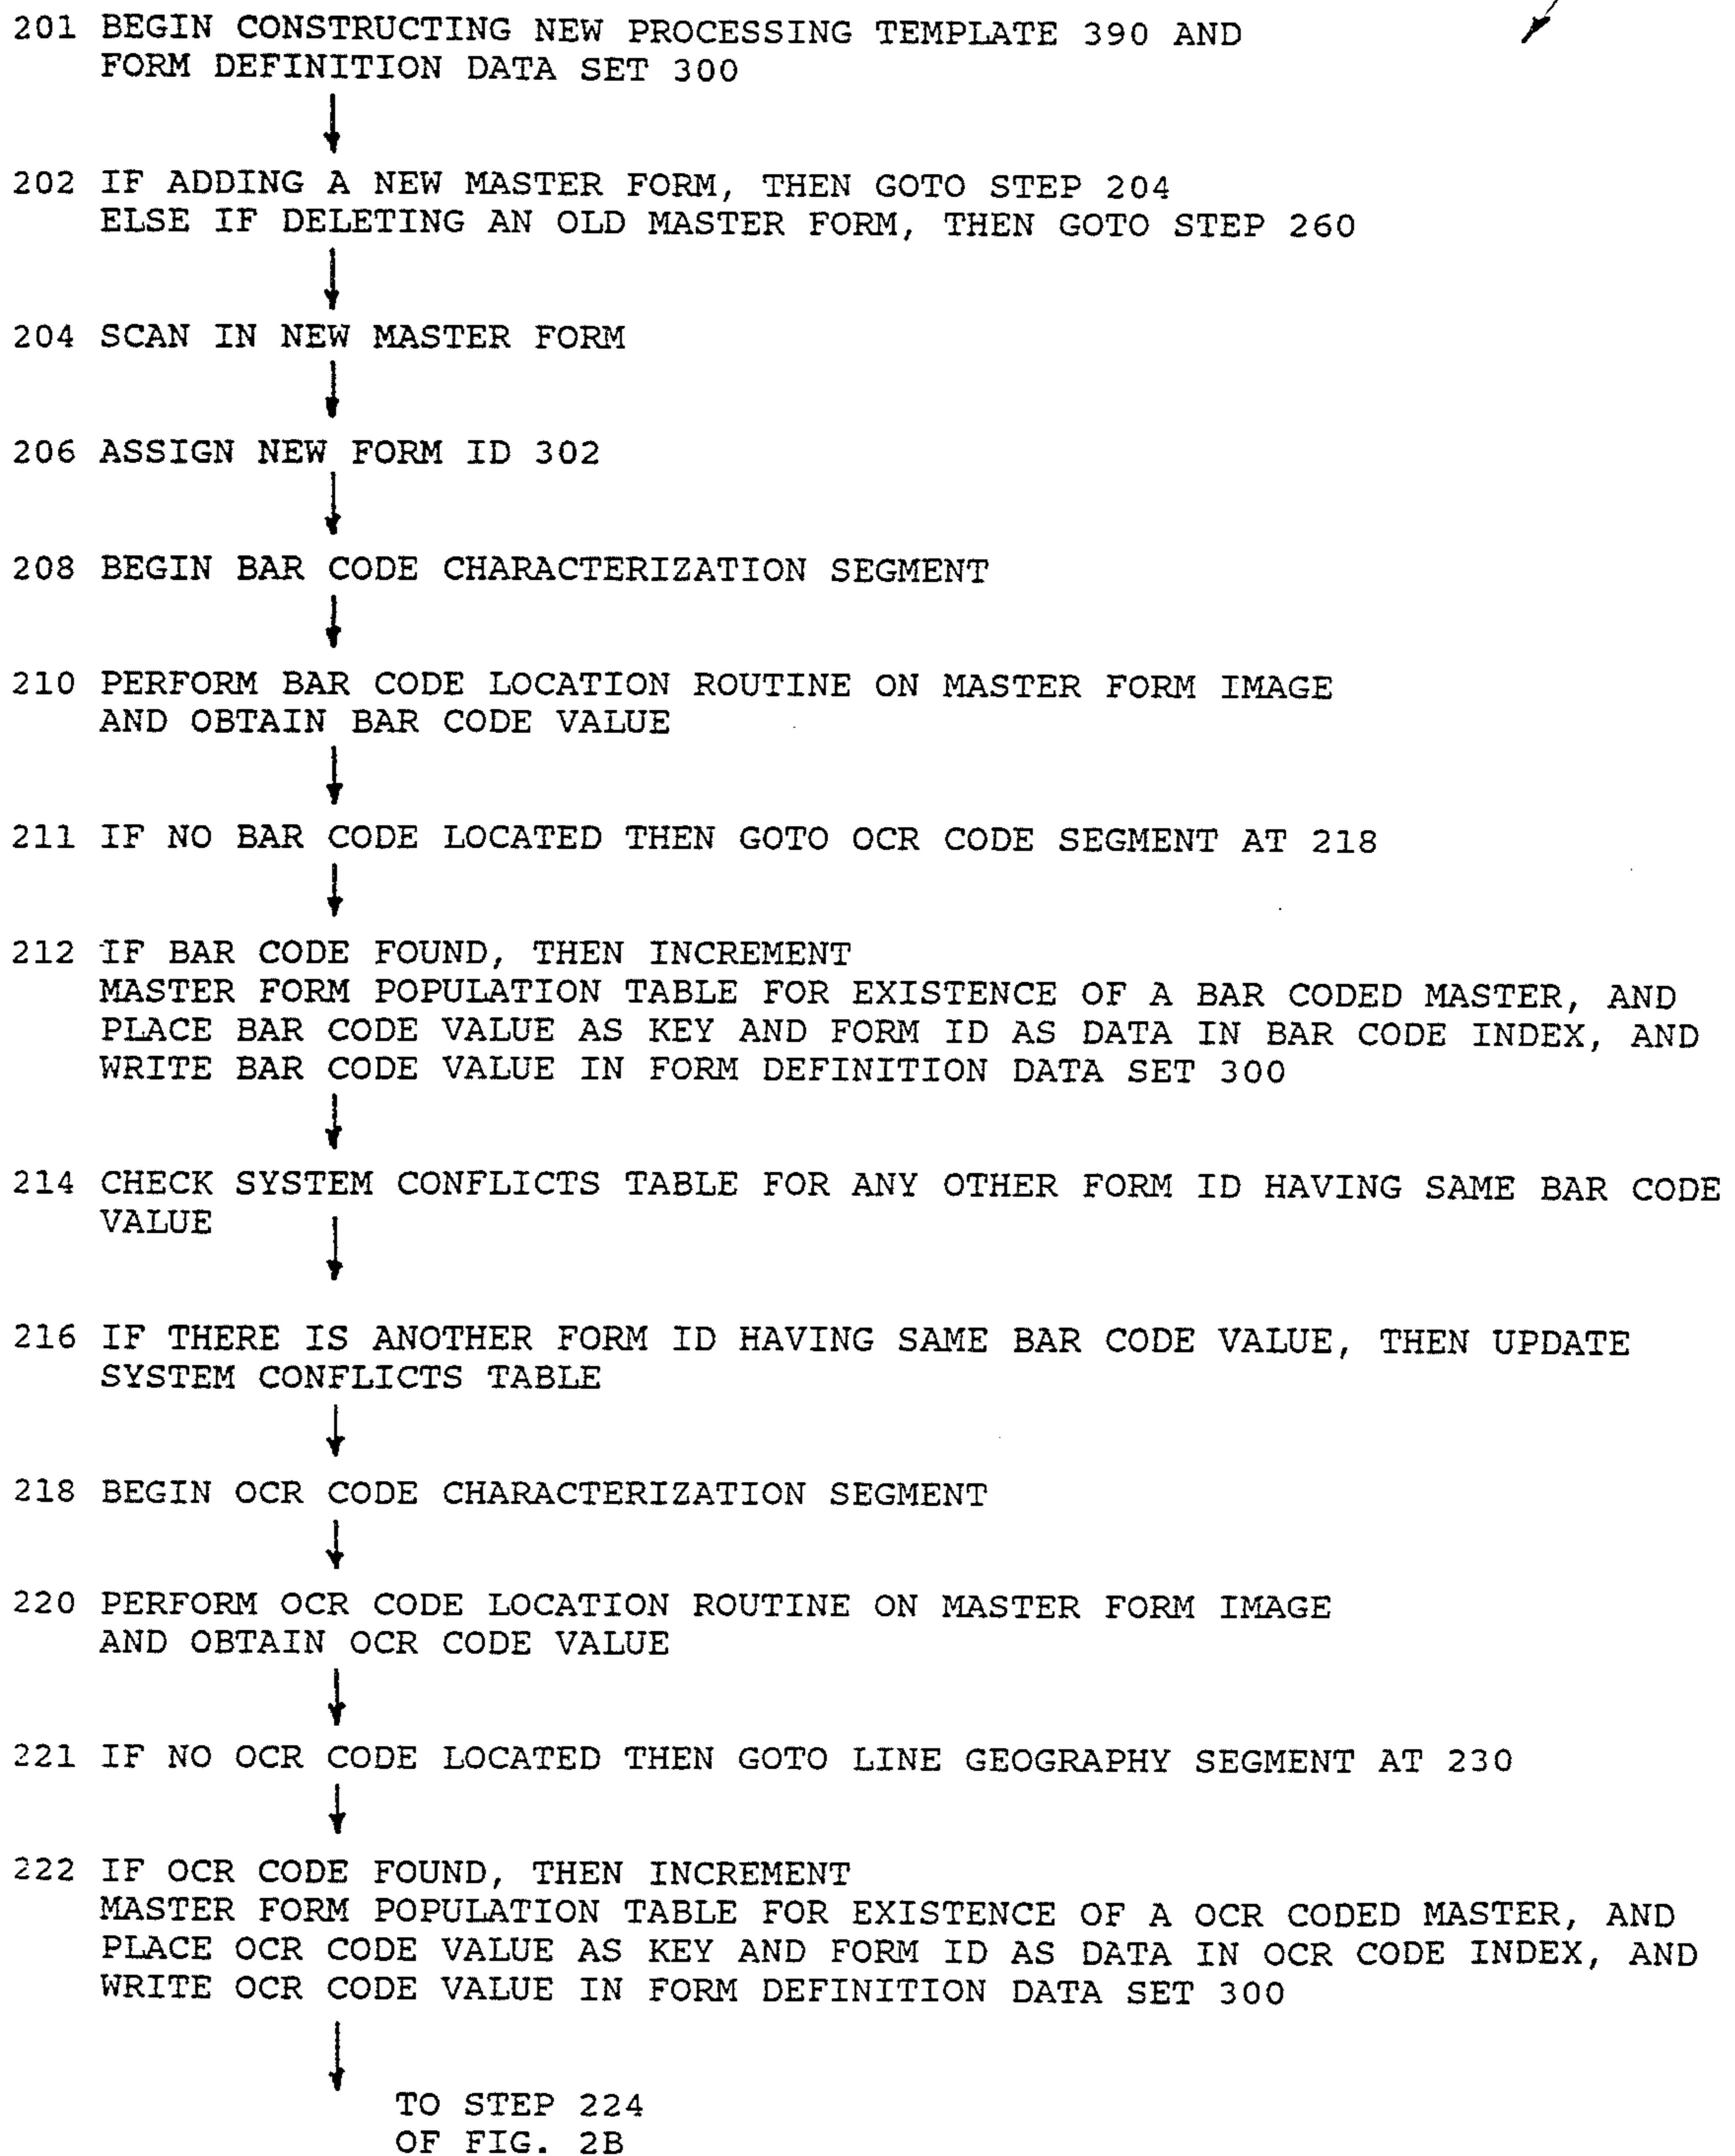 201 BEGIN CONSTRUCTING NEW PROCESSING TEMPLATE 390 AND
FORM DEFINITION DATA SET 300
202 IF ADDING A NEW MASTER FORM, THEN GOTO STEP 204
ELSE IF DELETING AN OLD MASTER FORM, THEN GOTO STEP 260
204 SCAN IN NEW MASTER FORM
206 ASSIGN NEW FORM ID 302
208 BEGIN BAR CODE CHARACTERIZATION SEGMENT
210 PERFORM BAR CODE LOCATION ROUTINE ON MASTER FORM IMAGE
AND OBTAIN BAR CODE VALUE
211 IF NO BAR CODE LOCATED THEN GOTO OCR CODE SEGMENT AT 218
212 IF BAR CODE FOUND, THEN INCREMENT
MASTER FORM POPULATION TABLE FOR EXISTENCE OF A BAR CODED MASTER, AND
PLACE BAR CODE VALUE AS KEY AND FORM ID AS DATA IN BAR CODE INDEX, AND
WRITE BAR CODE VALUE IN FORM DEFINITION DATA SET 300
214 CHECK SYSTEM CONFLICTS TABLE FOR ANY OTHER FORM ID HAVING SAME BAR CODE
VALUE
216 IF THERE IS ANOTHER FORM ID HAVING SAME BAR CODE VALUE, THEN UPDATE
SYSTEM CONFLICTS TABLE
218 BEGIN OCR CODE CHARACTERIZATION SEGMENT
220 PERFORM OCR CODE LOCATION ROUTINE ON MASTER FORM IMAGE
AND OBTAIN OCR CODE VALUE
221 IF NO OCR CODE LOCATED THEN GOTO LINE GEOGRAPHY SEGMENT AT 230
222 IF OCR CODE FOUND, THEN INCREMENT
MASTER FORM POPULATION TABLE FOR EXISTENCE OF A OCR CODED MASTER, AND
PLACE OCR CODE VALUE AS KEY AND FORM ID AS DATA IN OCR CODE INDEX, AND
WRITE OCR CODE VALUE IN FORM DEFINITION DATA SET 300
TO STEP 224
OF FIG. 2B